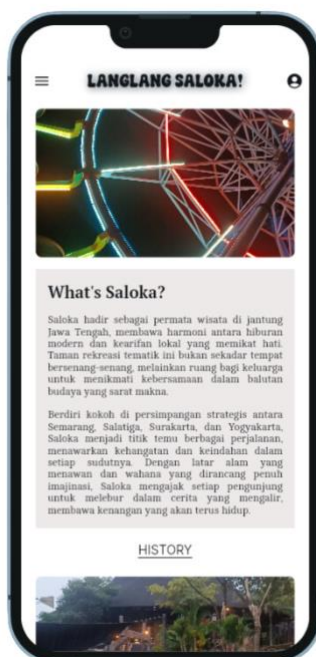 LANGLANG SALOKA!
What's Saloka?
Saloka hadir sebagai permata wisata di jantung
Jawa Tengah, membawa harmoni antara hiburan
modern dan kearifan lokal yang memikat hati.
Taman rekreasi tematik ini bukan sekadar tempat
bersenang-senang, melainkan ruang bagi keluarga
untuk menikmati kebersamaan dalam balutan
budaya yang sarat makna.
Berdiri kokoh di persimpangan strategis antara
Semarang, Salatiga, Surakarta, dan Yogyakarta,
Saloka menjadi titik temu berbagai perjalanan,
menawarkan kehangatan dan keindahan dalam
setiap sudutnya. Dengan latar alam yang
menawan dan wahana yang dirancang penuh
imajinasi, Saloka mengajak setiap pengunjung
untuk melebur dalam cerita yang mengalir,
membawa kenangan yang akan terus hidup.
HISTORY